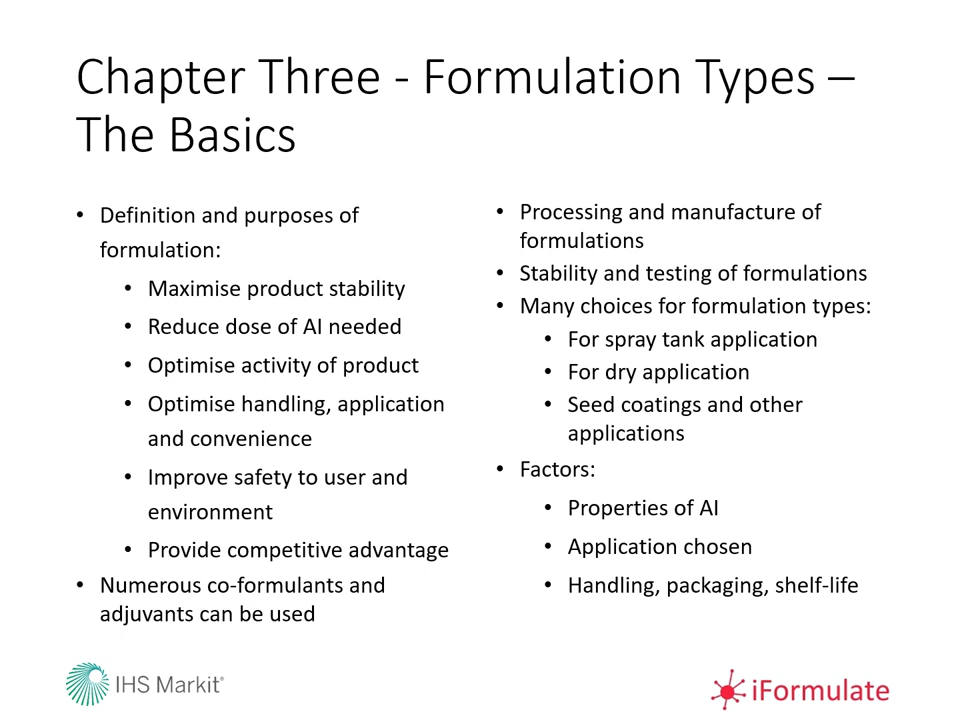 Chapter Three - Formulation Types –
The Basics
• Definition and purposes of
formulation:
• Maximise product stability
• Reduce dose of AI needed
• Optimise activity of product
• Optimise handling, application
and convenience
• Improve safety to user and
environment
• Provide competitive advantage
• Numerous co-formulants and
adjuvants can be used
• Processing and manufacture of
formulations
• Stability and testing of formulations
• Many choices for formulation types:
• For spray tank application
• For dry application
• Seed coatings and other
applications
• Factors:
• Properties of AI
• Application chosen
• Handling, packaging, shelf-life
IHS Markit®
iFormulate